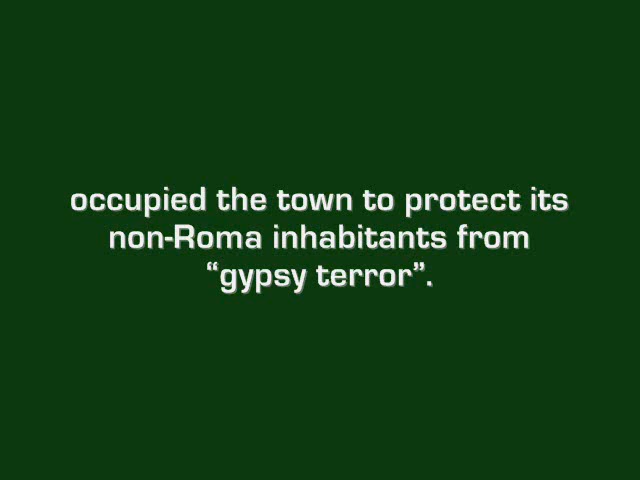 occupied the town to protect its
non-Roma inhabitants from
“gypsy terror”.